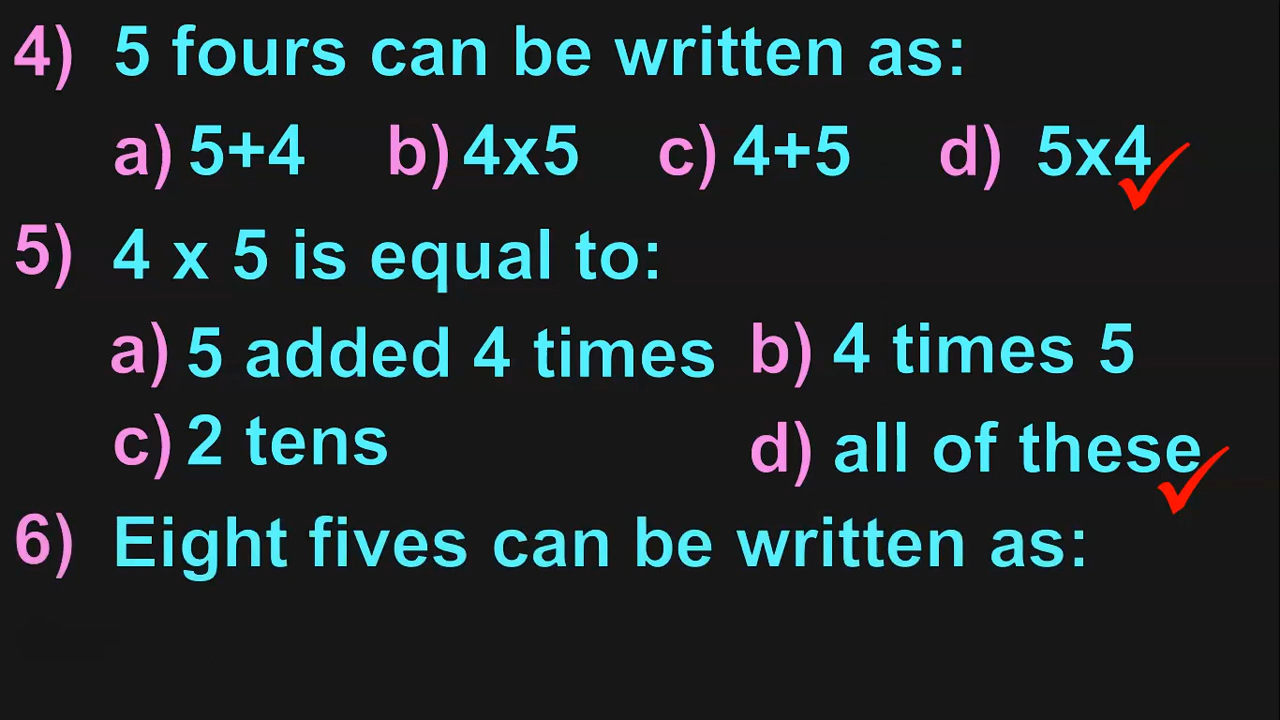 4) 5 fours can be written as:
a) 5+4 b) 4x5 c) 4+5 d) 5x4
5) 4 x 5 is equal to:
a) 5 added 4 times b) 4 times 5
c) 2 tens d) all of these
6) Eight fives can be written as: